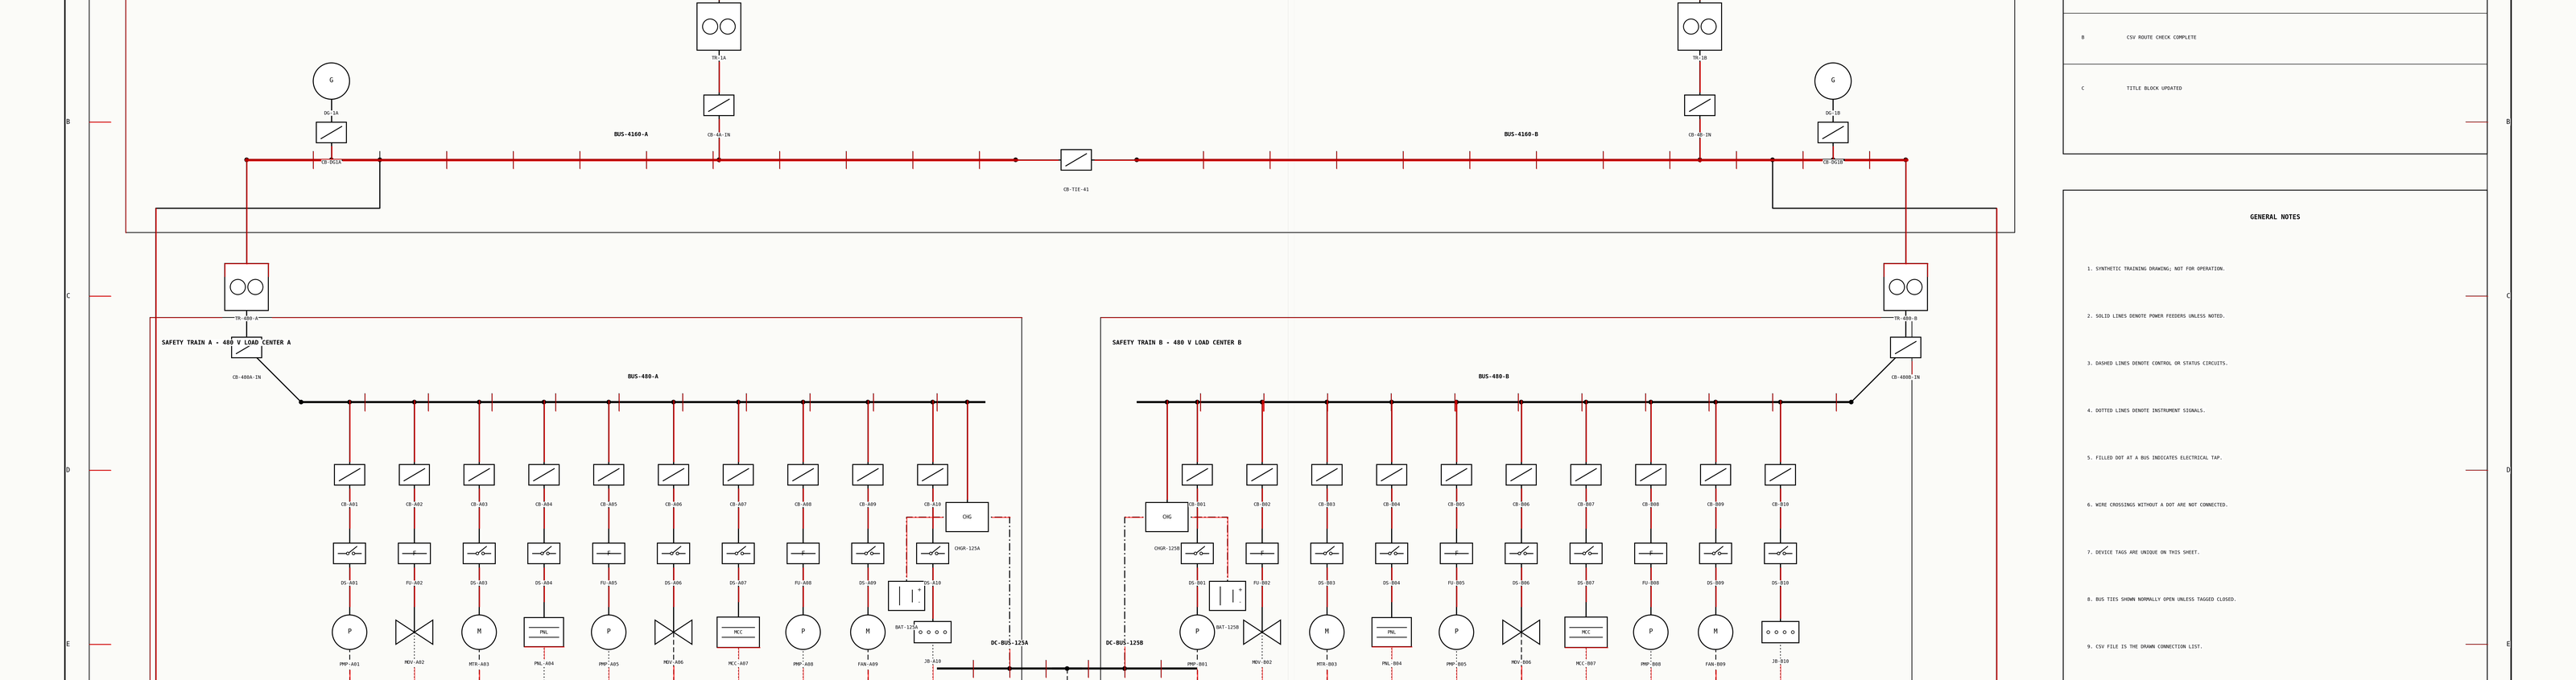 B CSV ROUTE CHECK COMPLETE
TR-1A TR-1B
G G
C TITLE BLOCK UPDATED
DG-1A DG-1B
B B
BUS-4160-A CB-4A-IN BUS-4160-B CB-4B-IN
CB-DG1A CB-DG1B
CB-TIE-41
GENERAL NOTES
1. SYNTHETIC TRAINING DRAWING; NOT FOR OPERATION.
C C
2. SOLID LINES DENOTE POWER FEEDERS UNLESS NOTED.
TR-480-A TR-480-B
SAFETY TRAIN A - 480 V LOAD CENTER A SAFETY TRAIN B - 480 V LOAD CENTER B
3. DASHED LINES DENOTE CONTROL OR STATUS CIRCUITS.
CB-480A-IN BUS-480-A BUS-480-B CB-480B-IN
4. DOTTED LINES DENOTE INSTRUMENT SIGNALS.
5. FILLED DOT AT A BUS INDICATES ELECTRICAL TAP.
D D
CB-A01 CB-A02 CB-A03 CB-A04 CB-A05 CB-A06 CB-A07 CB-A08 CB-A09 CB-A10 CB-B01 CB-B02 CB-B03 CB-B04 CB-B05 CB-B06 CB-B07 CB-B08 CB-B09 CB-B10
6. WIRE CROSSINGS WITHOUT A DOT ARE NOT CONNECTED.
CHG CHG
CHGR-125A CHGR-125B
F F F F F F
7. DEVICE TAGS ARE UNIQUE ON THIS SHEET.
DS-A01 FU-A02 DS-A03 DS-A04 FU-A05 DS-A06 DS-A07 FU-A08 DS-A09 DS-A10 DS-B01 FU-B02 DS-B03 DS-B04 FU-B05 DS-B06 DS-B07 FU-B08 DS-B09 DS-B10
+ - + -
8. BUS TIES SHOWN NORMALLY OPEN UNLESS TAGGED CLOSED.
BAT-125A BAT-125B
P M PNL P MCC P M P M PNL P MCC P M
DC-BUS-125A DC-BUS-125B
E E
9. CSV FILE IS THE DRAWN CONNECTION LIST.
PMP-A01 MOV-A02 MTR-A03 PNL-A04 PMP-A05 MOV-A06 MCC-A07 PMP-A08 FAN-A09 JB-A10 PMP-B01 MOV-B02 MTR-B03 PNL-B04 PMP-B05 MOV-B06 MCC-B07 PMP-B08 FAN-B09 JB-B10